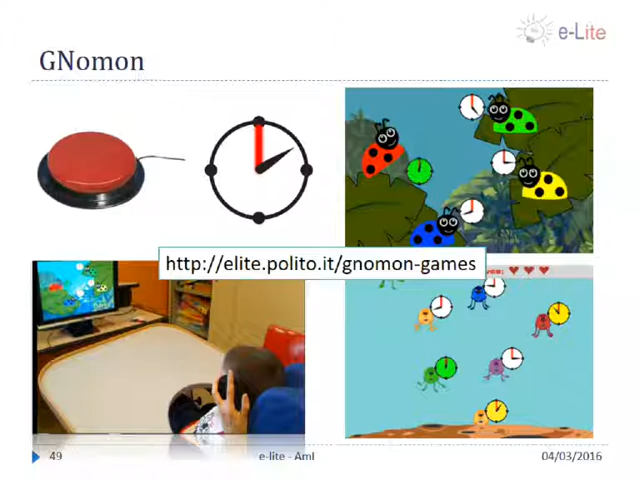 e-Lite
GNomon
http://elite.polito.it/gnomon-games
49
e-lite - AmI
04/03/2016